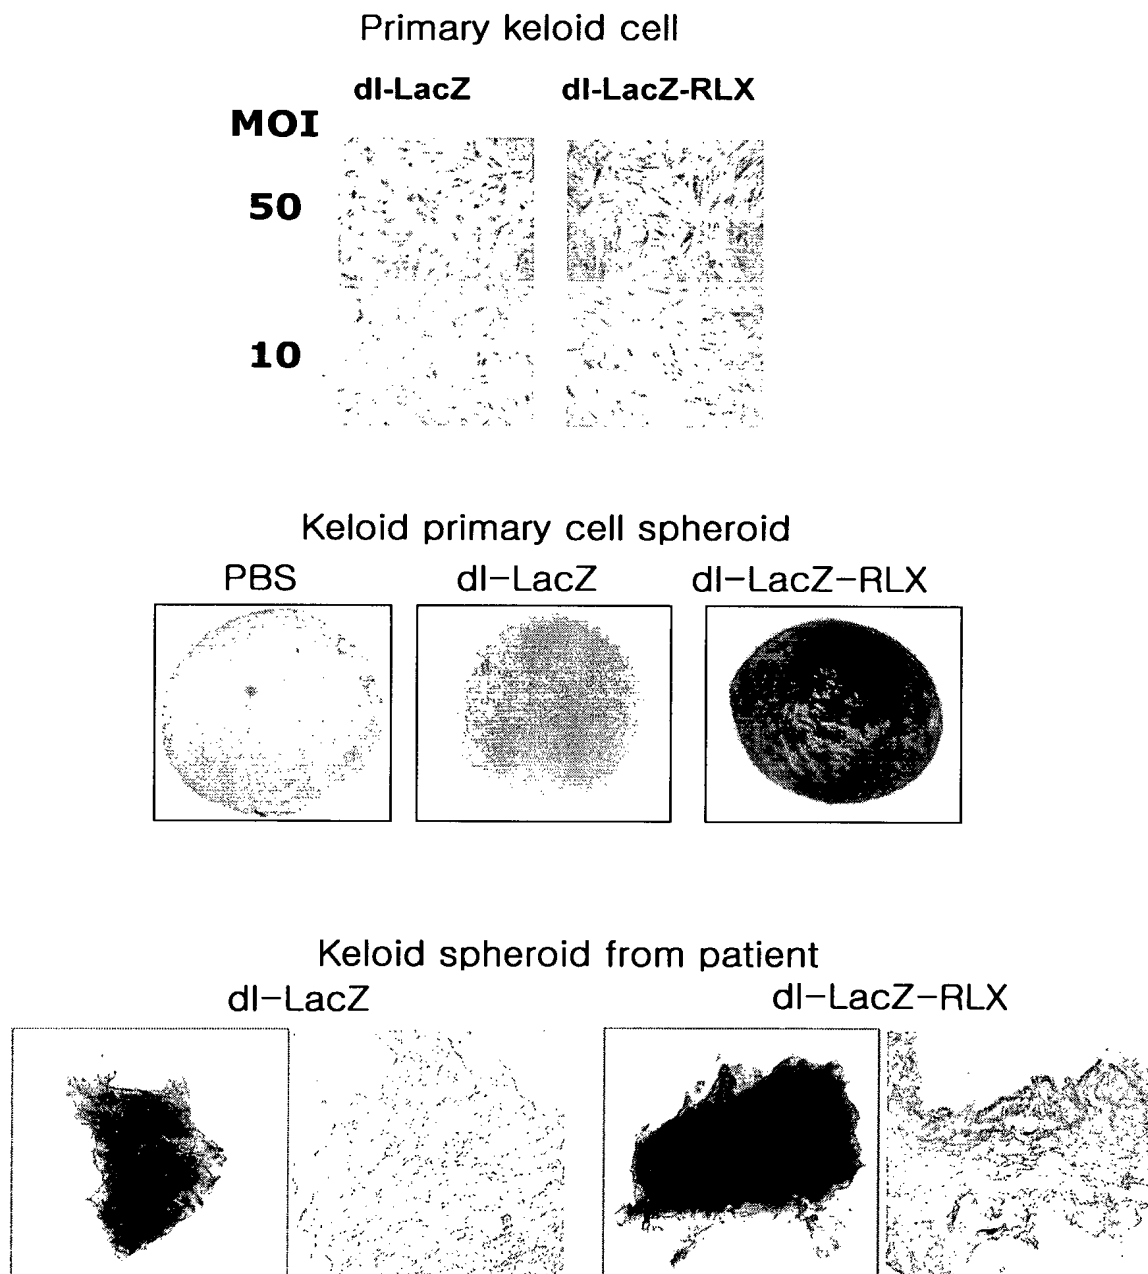 Primary keloid cell
dl-LacZ dl-LacZ-RLX
MOI
50
10
Keloid primary cell spheroid
PBS dl-LacZ dl-LacZ-RLX
Keloid spheroid from patient
dl-LacZ dl-LacZ-RLX